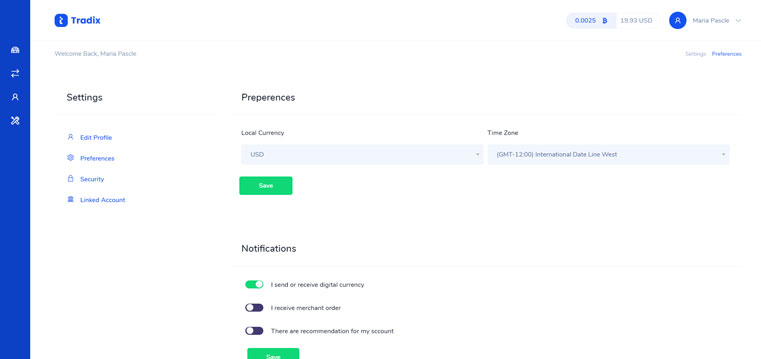 Tradix
0.0025 ₿ 19.93 USD
Maria Pascle
Welcome Back, Maria Pascle
Settings Preferences
Settings
Edit Profile
Preferences
Security
Linked Account
Preperences
Local Currency
Time Zone
USD
(GMT-12:00) International Date Line West
Save
Notifications
I send or receive digital currency
I receive merchant order
There are recommendation for my sccount
Save